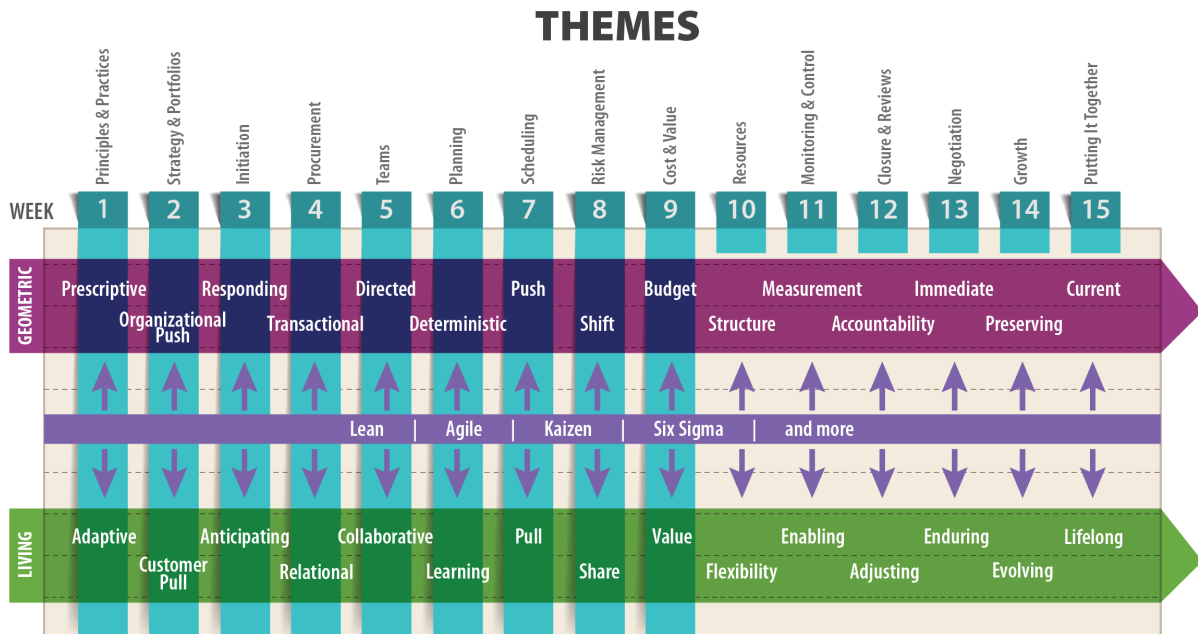 THEMES
Principles & Practices
Strategy & Portfolios
Initiation
Procurement
Teams
Planning
Scheduling
Risk Management
Cost & Value
Resources
Monitoring & Control
Closure & Reviews
Negotiation
Growth
Putting It Together
WEEK 1 2 3 4 5 6 7 8 9 10 11 12 13 14 15
GEOMETRIC
Prescriptive
Organizational
Push
Responding
Transactional
Directed
Deterministic
Push
Shift
Budget
Structure
Measurement
Accountability
Immediate
Preserving
Current
Lean | Agile | Kaizen | Six Sigma | and more
LIVING
Adaptive
Customer
Pull
Anticipating
Relational
Collaborative
Learning
Pull
Share
Value
Flexibility
Enabling
Adjusting
Enduring
Evolving
Lifelong